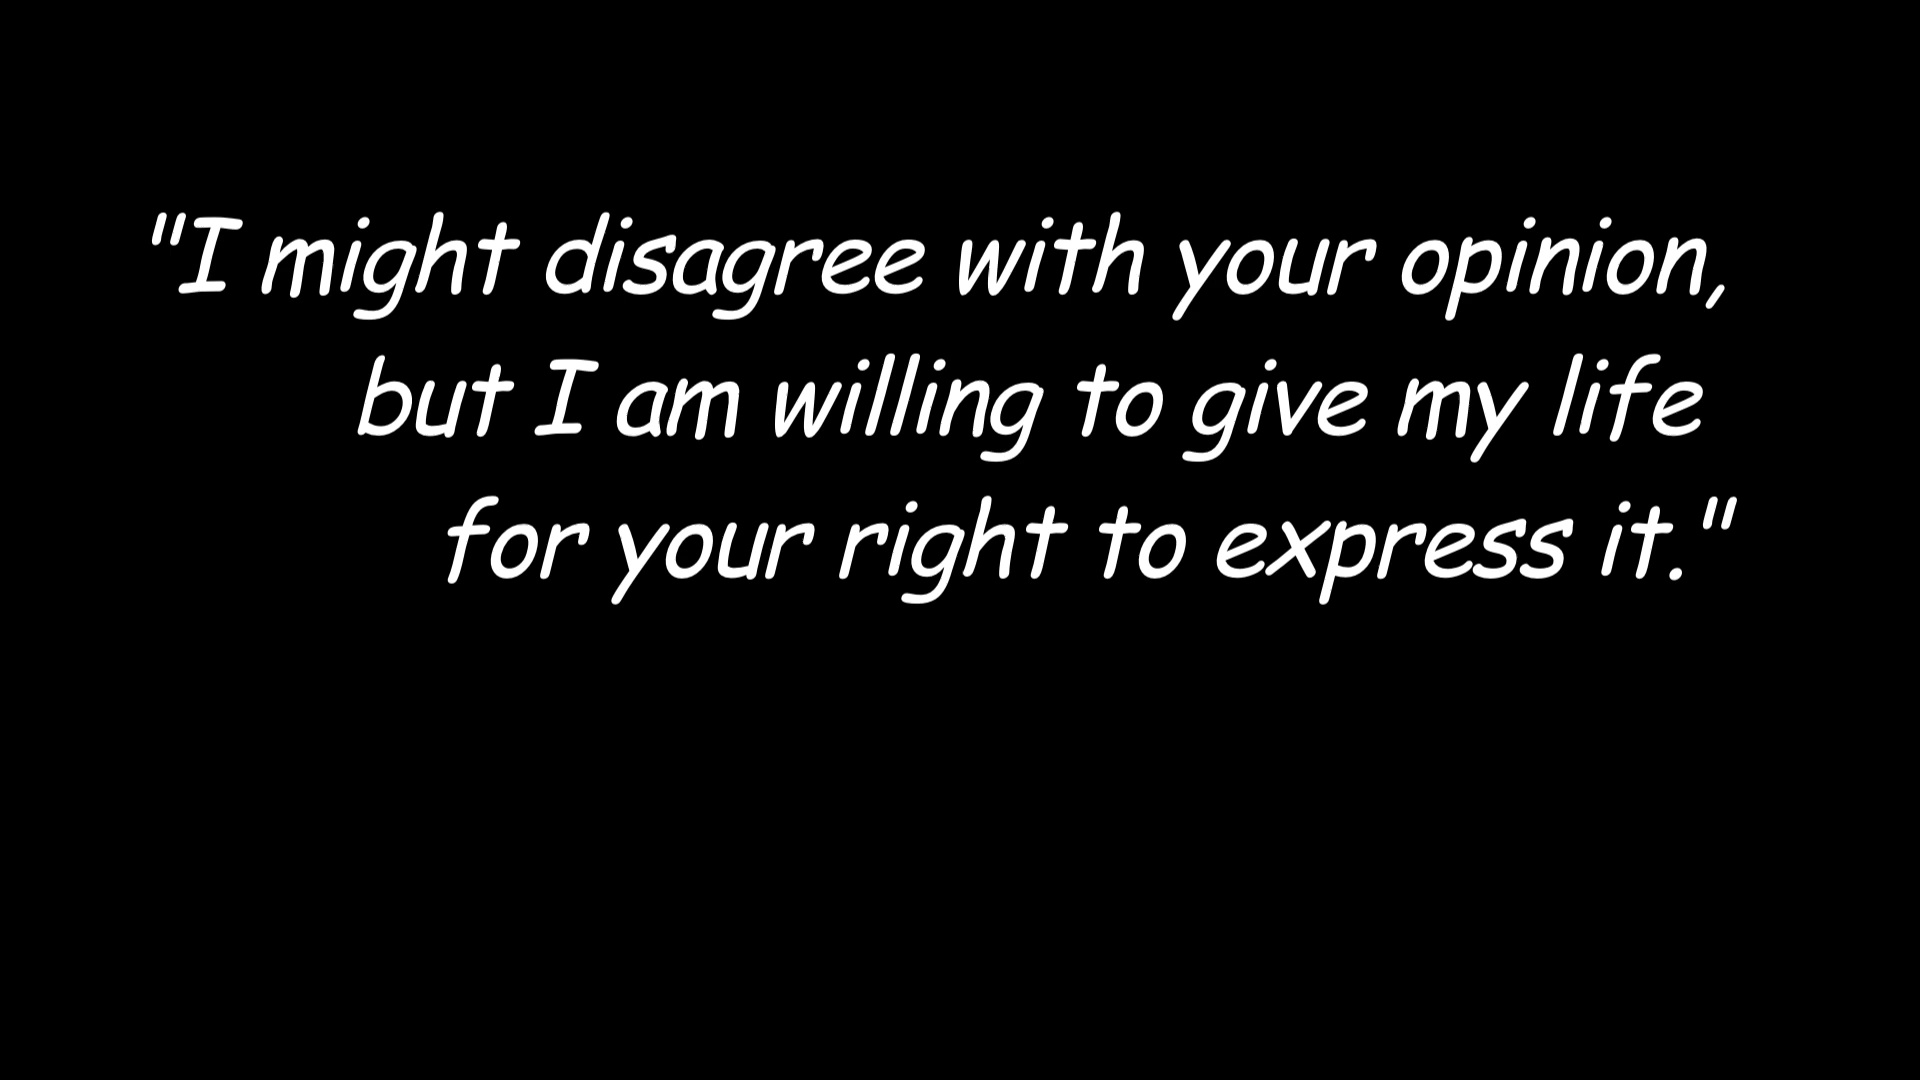 "I might disagree with your opinion,
but I am willing to give my life
for your right to express it."